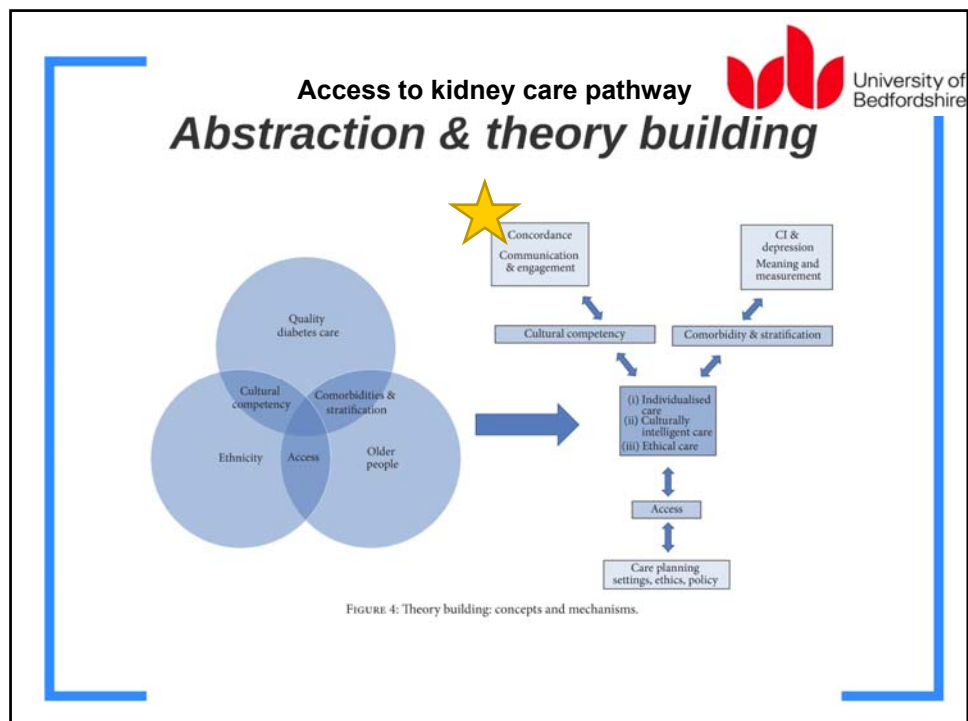 Access to kidney care pathway
Abstraction & theory building
University of
Bedfordshire
Quality
diabetes care
Cultural
competency
Comorbidities &
stratification
Ethnicity
Access
Older
people
Concordance
Communication
& engagement
CI &
depression
Meaning and
measurement
Cultural competency
Comorbidity & stratification
(i) Individualised
care
(ii) Culturally
intelligent care
(iii) Ethical care
Access
Care planning
settings, ethics, policy
FIGURE 4: Theory building: concepts and mechanisms.